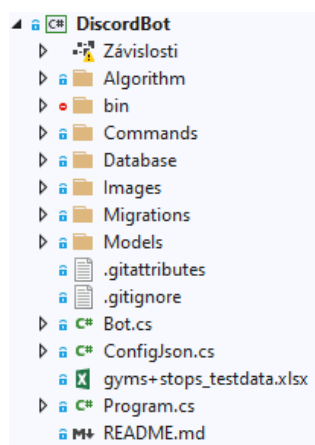 C# DiscordBot
Závislosti
Algorithm
bin
Commands
Database
Images
Migrations
Models
.gitattributes
.gitignore
C# Bot.cs
C# ConfigJson.cs
gyms+stops_testdata.xlsx
C# Program.cs
M↓ README.md